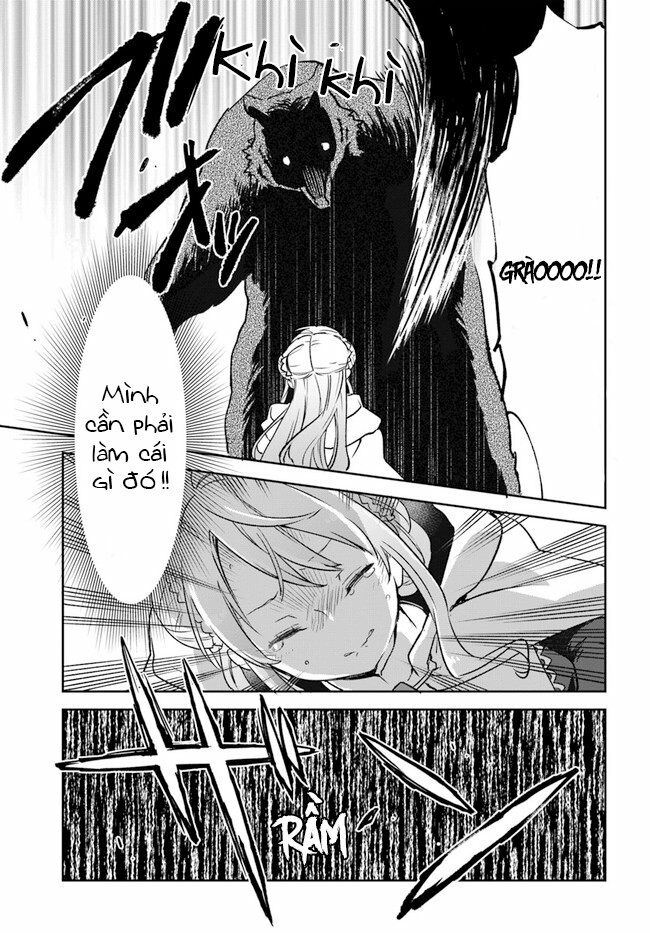 Khì khì
GRÀOOOO!!
Mình
cần phải
làm cái
gì đó!!
RẦM